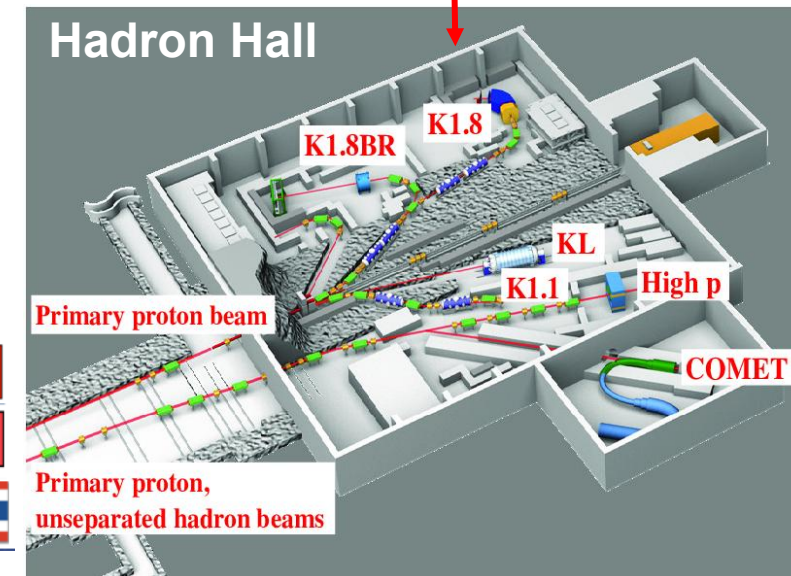 Hadron Hall
K1.8
K1.8BR
KL
K1.1
High p
Primary proton beam
COMET
Primary proton,
unseparated hadron beams